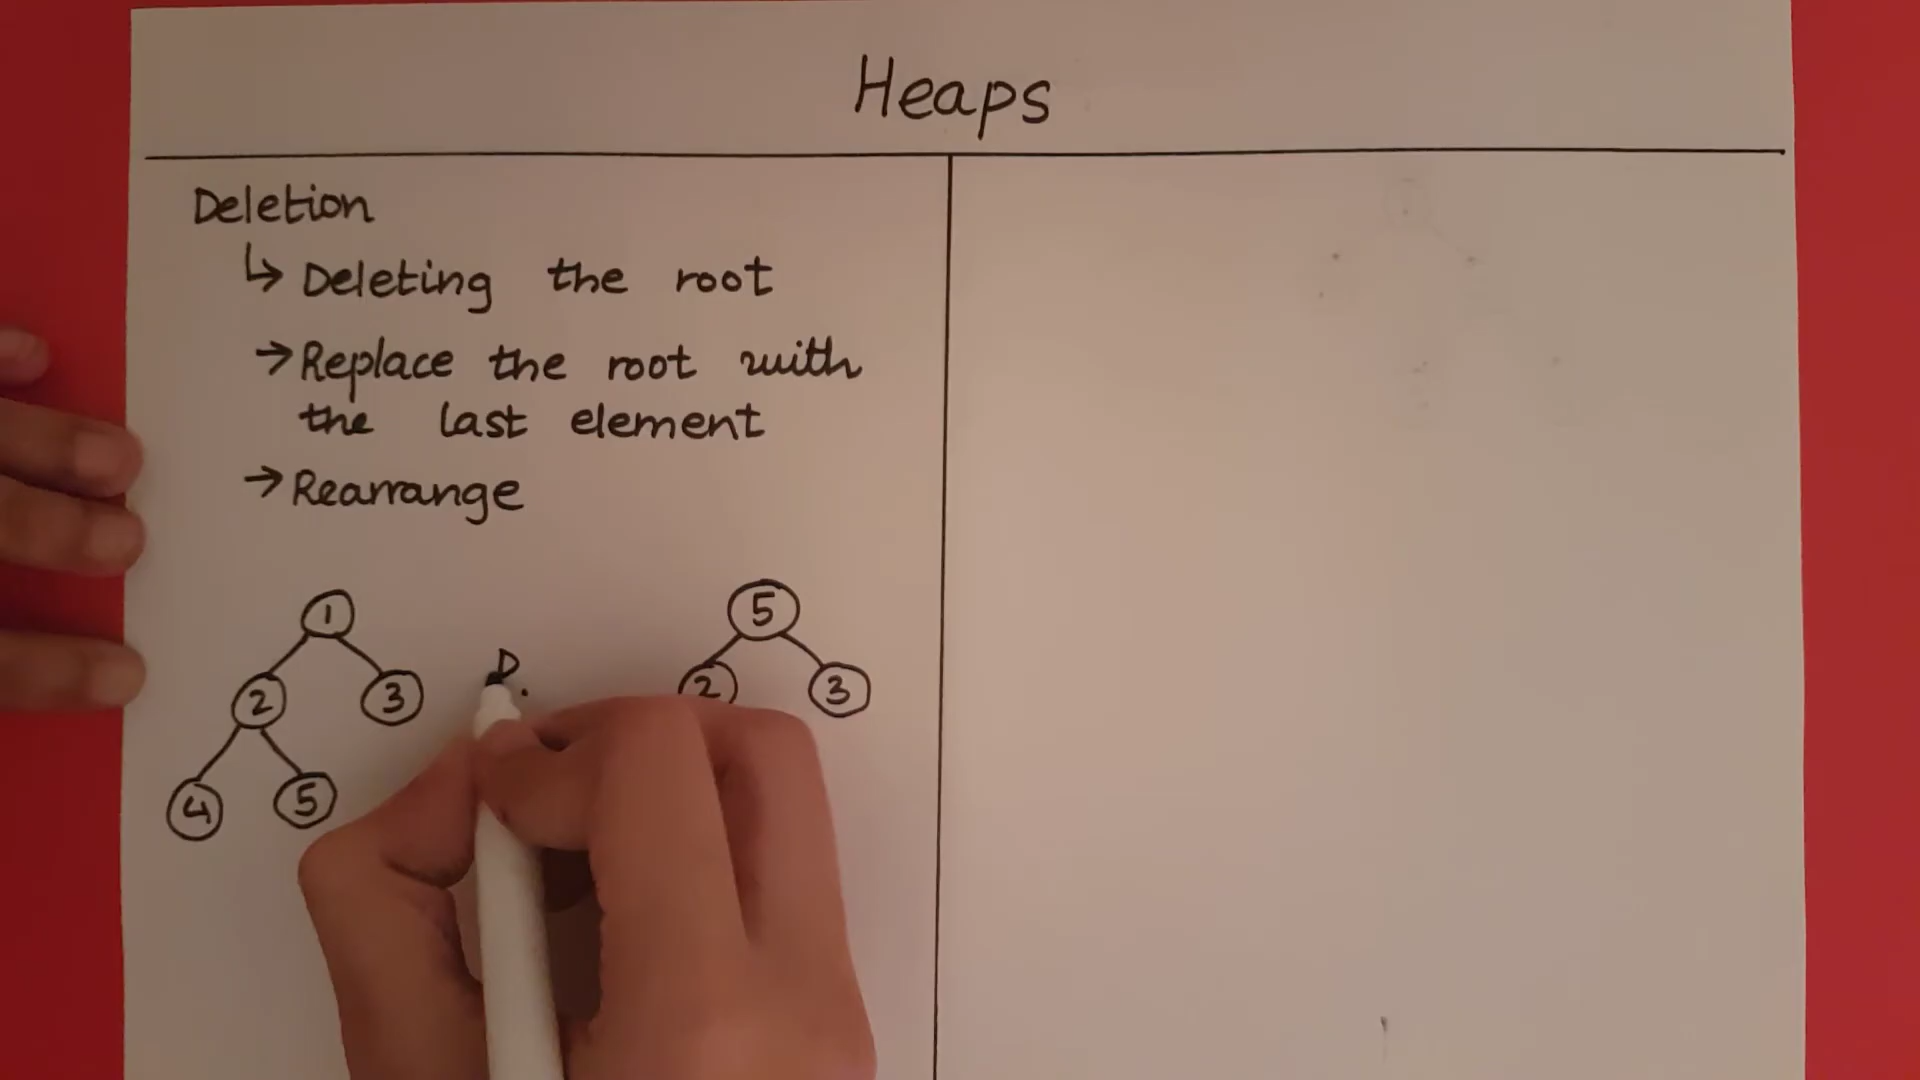 Heaps
Deletion
↳ Deleting the root
→ Replace the root with
the last element
→ Rearrange
1
5
D.
2
3
2
3
4
5